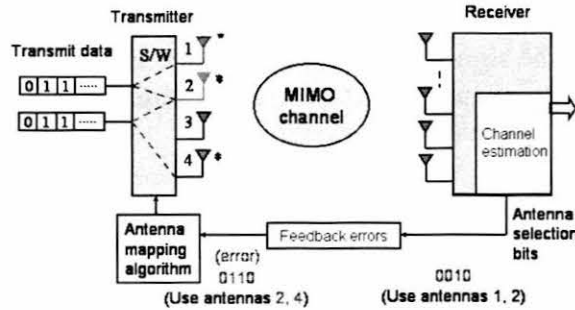 Transmitter
Receiver
Transmit data
S/W
1 *
2 *
3
4 *
0 1 1 .....
0 1 1 .....
MIMO
channel
Channel
estimation
Antenna
mapping
algorithm
Feedback errors
Antenna
selection
bits
(error)
0110
(Use antennas 2, 4)
0010
(Use antennas 1, 2)